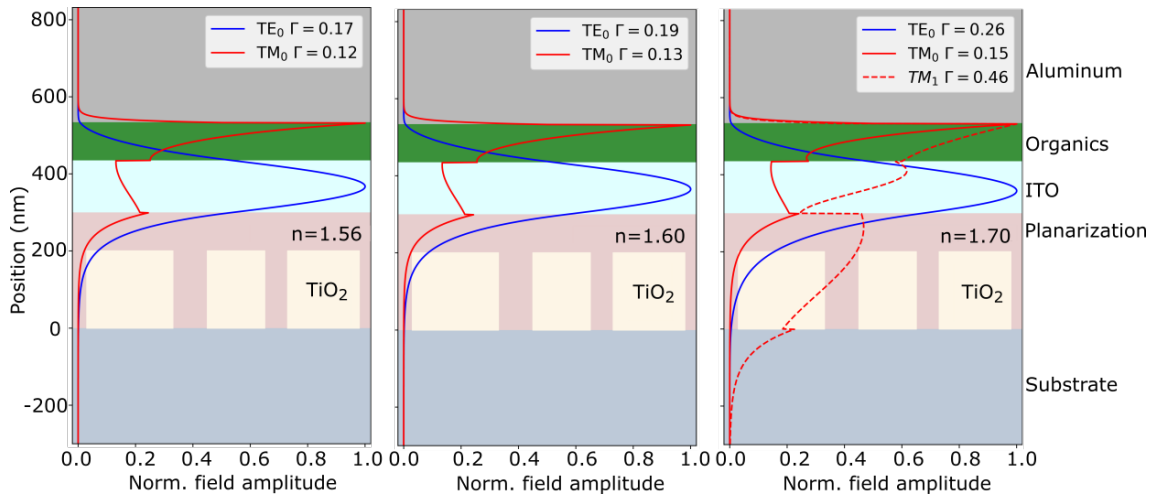 800
600
400
200
0
-200
Position (nm)
TE₀ Γ = 0.17
TM₀ Γ = 0.12
n=1.56
TiO₂
0.0 0.2 0.4 0.6 0.8 1.0
Norm. field amplitude
TE₀ Γ = 0.19
TM₀ Γ = 0.13
n=1.60
TiO₂
0.0 0.2 0.4 0.6 0.8 1.0
Norm. field amplitude
TE₀ Γ = 0.26
TM₀ Γ = 0.15
TM₁ Γ = 0.46
n=1.70
TiO₂
0.0 0.2 0.4 0.6 0.8 1.0
Norm. field amplitude
Aluminum
Organics
ITO
Planarization
Substrate